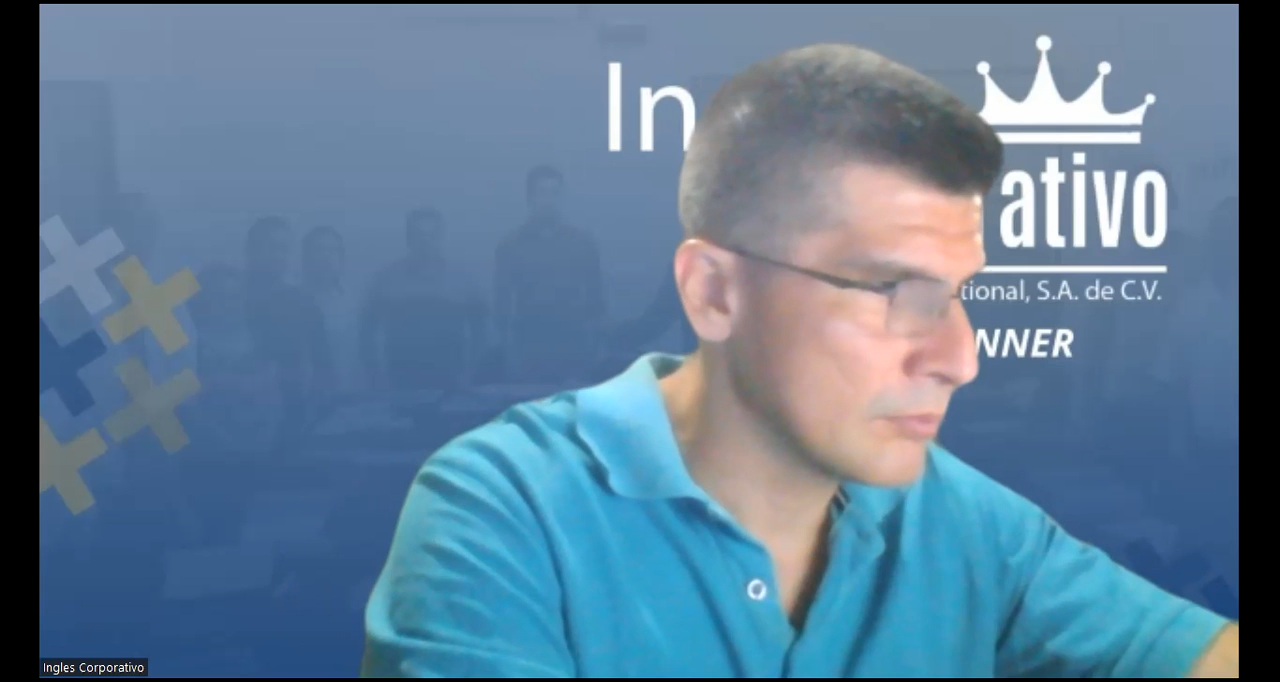 In
ativo
tional, S.A. de C.V.
NNER
Ingles Corporativo